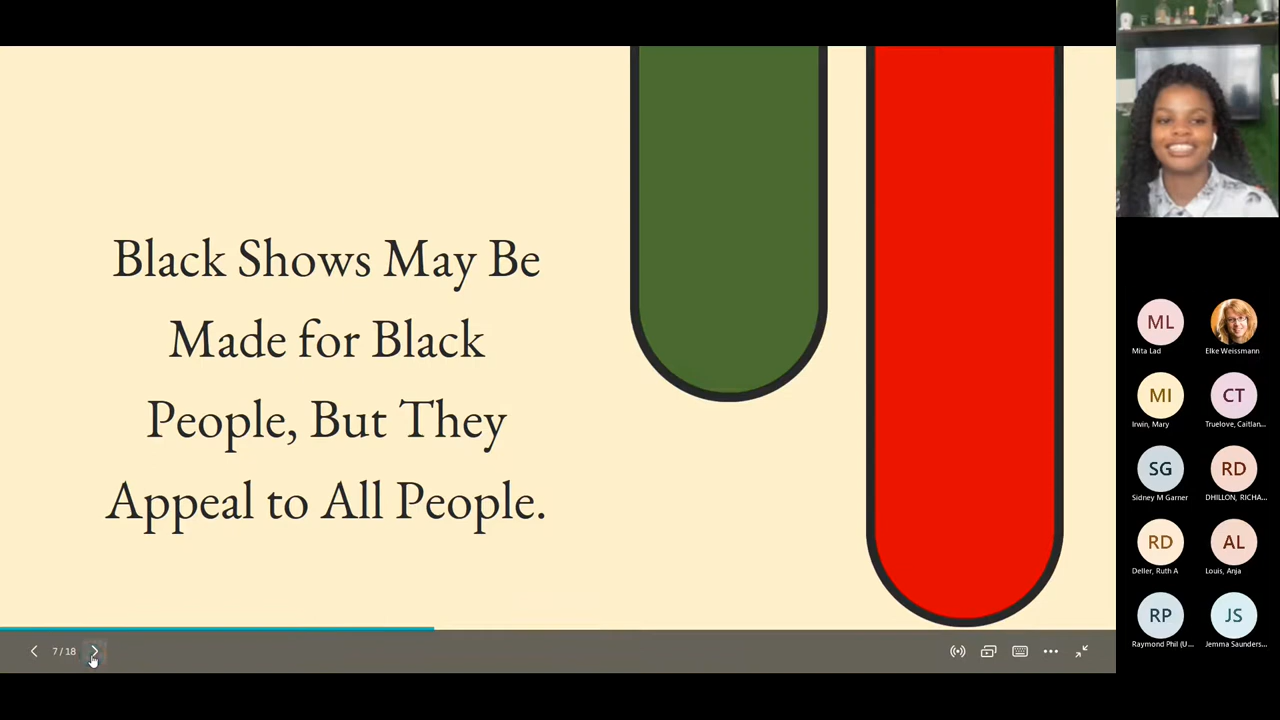 Black Shows May Be
Made for Black
People, But They
Appeal to All People.
7 / 18
ML
Mita Lad
Elke Weissmann
MI
Irwin, Mary
CT
Truelove, Caitlan...
SG
Sidney M Garner
RD
DHILLON, RICHA...
RD
Deller, Ruth A
AL
Louis, Anja
RP
Raymond Phil (U...
JS
Jemma Saunders...